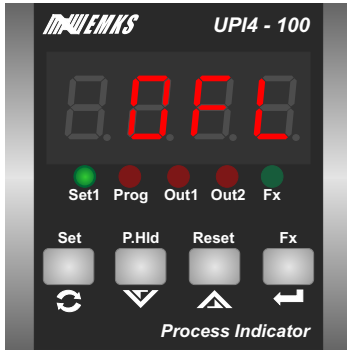 EMKS UPI4 - 100
OFL
Set1 Prog Out1 Out2 Fx
Set P.Hld Reset Fx
Process Indicator